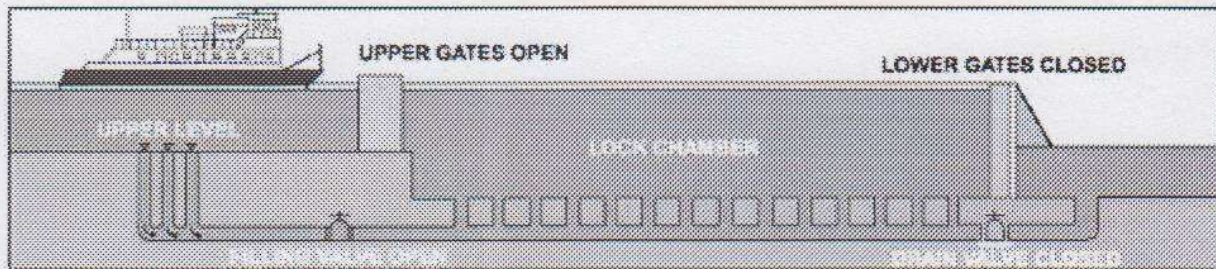 UPPER GATES OPEN
LOWER GATES CLOSED
UPPER LEVEL
LOCK CHAMBER
FILLING VALVE OPEN
DRAIN VALVE CLOSED